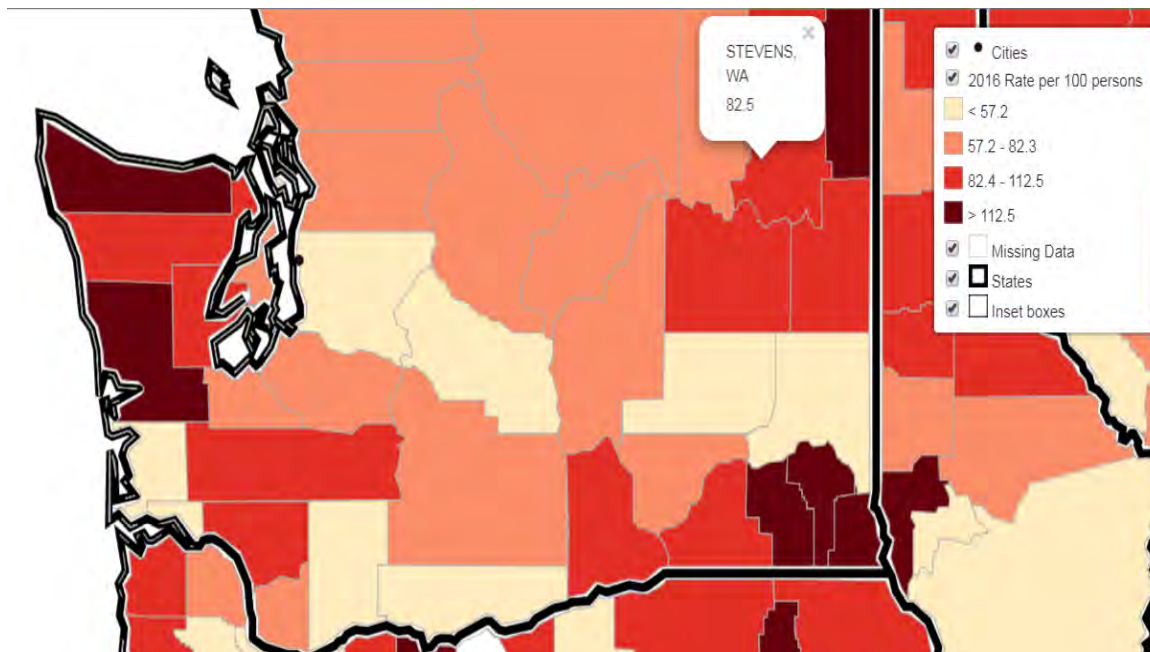 STEVENS,
WA
82.5
×
Cities
2016 Rate per 100 persons
< 57.2
57.2 - 82.3
82.4 - 112.5
> 112.5
Missing Data
States
Inset boxes